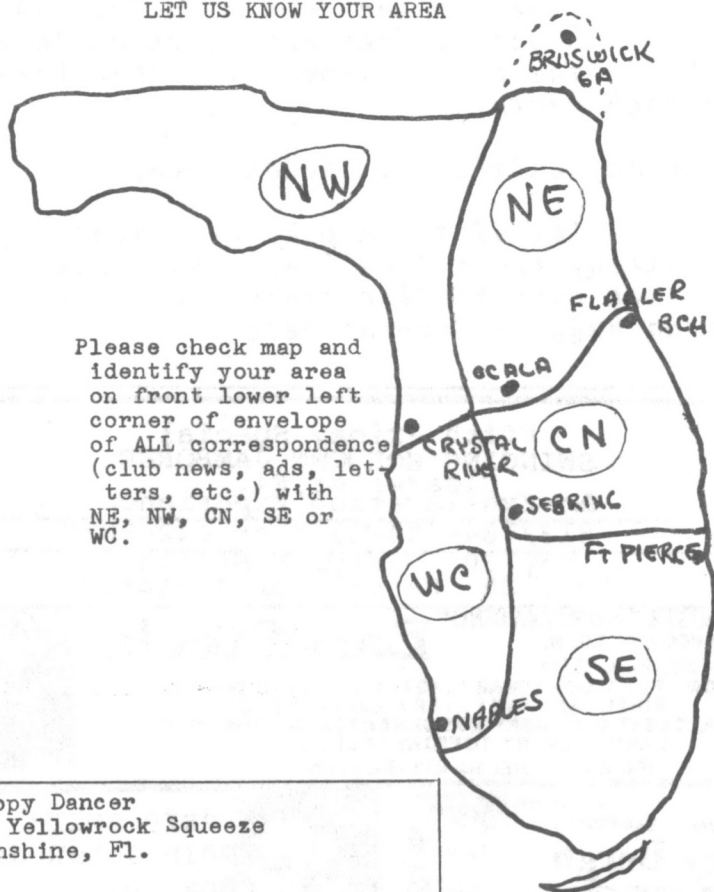 LET US KNOW YOUR AREA
BRUSWICK
GA
NW
NE
FLAGLER
BCH
Please check map and
identify your area
on front lower left
corner of envelope
of ALL correspondence
(club news, ads, let-
ters, etc.) with
NE, NW, CN, SE or
WC.
OCALA
CN
CRYSTAL
RIVER
SEBRING
FT PIERCE
WC
SE
NAPLES
ppy Dancer
Yellowrock Squeeze
nshine, Fl.